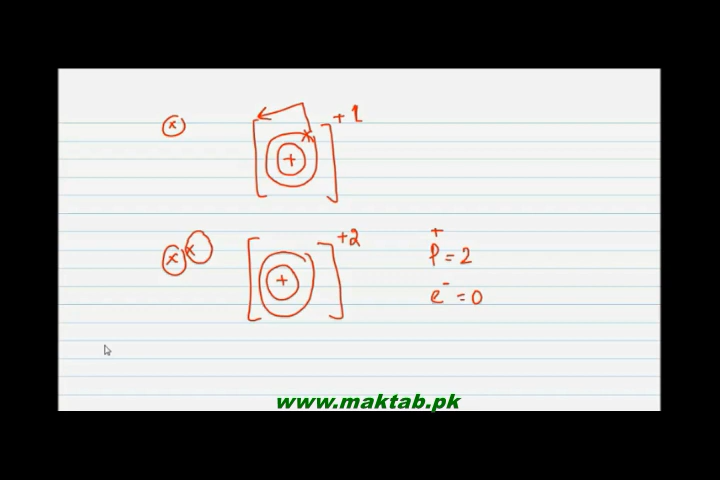 x +1
+
x x +2
+
+
P = 2
e⁻ = 0
www.maktab.pk